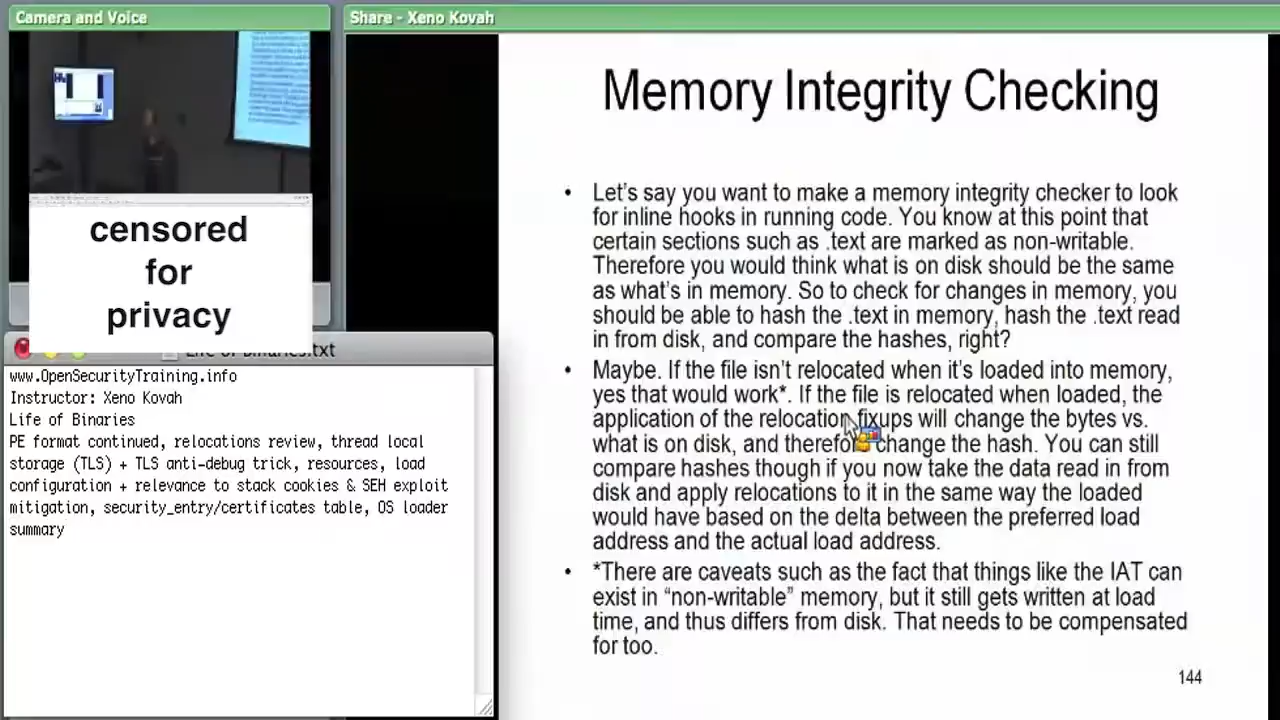 Camera and Voice
Share - Xeno Kovah
censored
for
privacy
Life of Binaries.txt
www.OpenSecurityTraining.info
Instructor: Xeno Kovah
Life of Binaries
PE format continued, relocations review, thread local
storage (TLS) + TLS anti-debug trick, resources, load
configuration + relevance to stack cookies & SEH exploit
mitigation, security_entry/certificates table, OS loader
summary
Memory Integrity Checking
• Let's say you want to make a memory integrity checker to look
for inline hooks in running code. You know at this point that
certain sections such as .text are marked as non-writable.
Therefore you would think what is on disk should be the same
as what's in memory. So to check for changes in memory, you
should be able to hash the .text in memory, hash the .text read
in from disk, and compare the hashes, right?
• Maybe. If the file isn't relocated when it's loaded into memory,
yes that would work*. If the file is relocated when loaded, the
application of the relocation fixups will change the bytes vs.
what is on disk, and therefore change the hash. You can still
compare hashes though if you now take the data read in from
disk and apply relocations to it in the same way the loaded
would have based on the delta between the preferred load
address and the actual load address.
• *There are caveats such as the fact that things like the IAT can
exist in “non-writable” memory, but it still gets written at load
time, and thus differs from disk. That needs to be compensated
for too.
144